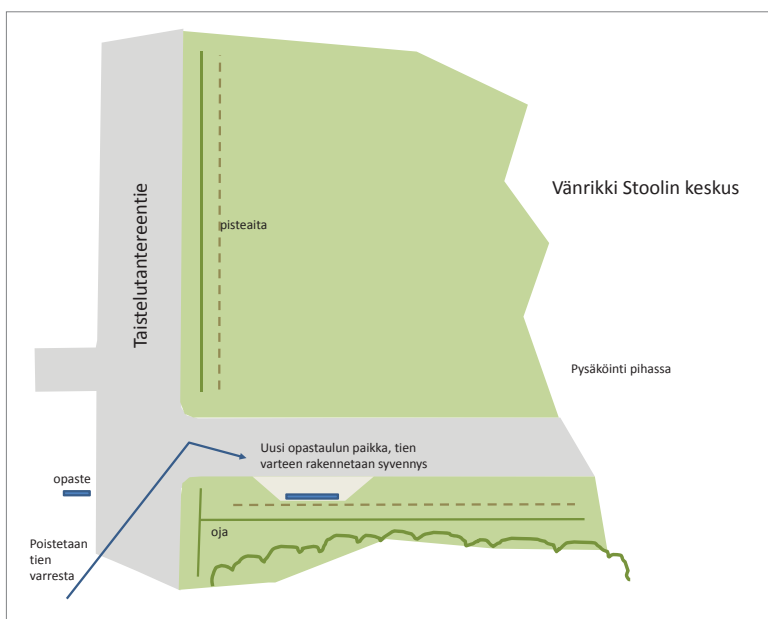 Taistelutantereentie
Vänrikki Stoolin keskus
pisteaita
Pysäköinti pihassa
Uusi opastaulun paikka, tien
varteen rakennetaan syvennys
opaste
oja
Poistetaan
tien
varresta